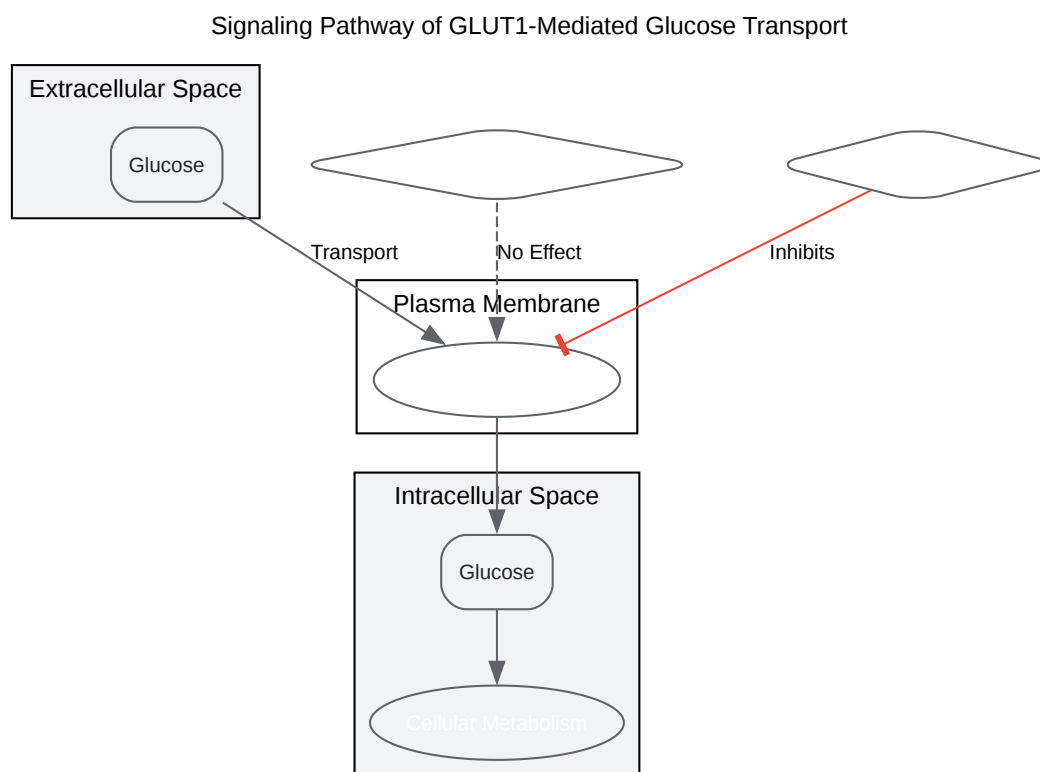 Signaling Pathway of GLUT1-Mediated Glucose Transport
Extracellular Space
Glucose
Transport
No Effect
Inhibits
Plasma Membrane
Intracellular Space
Glucose
Cellular Metabolism